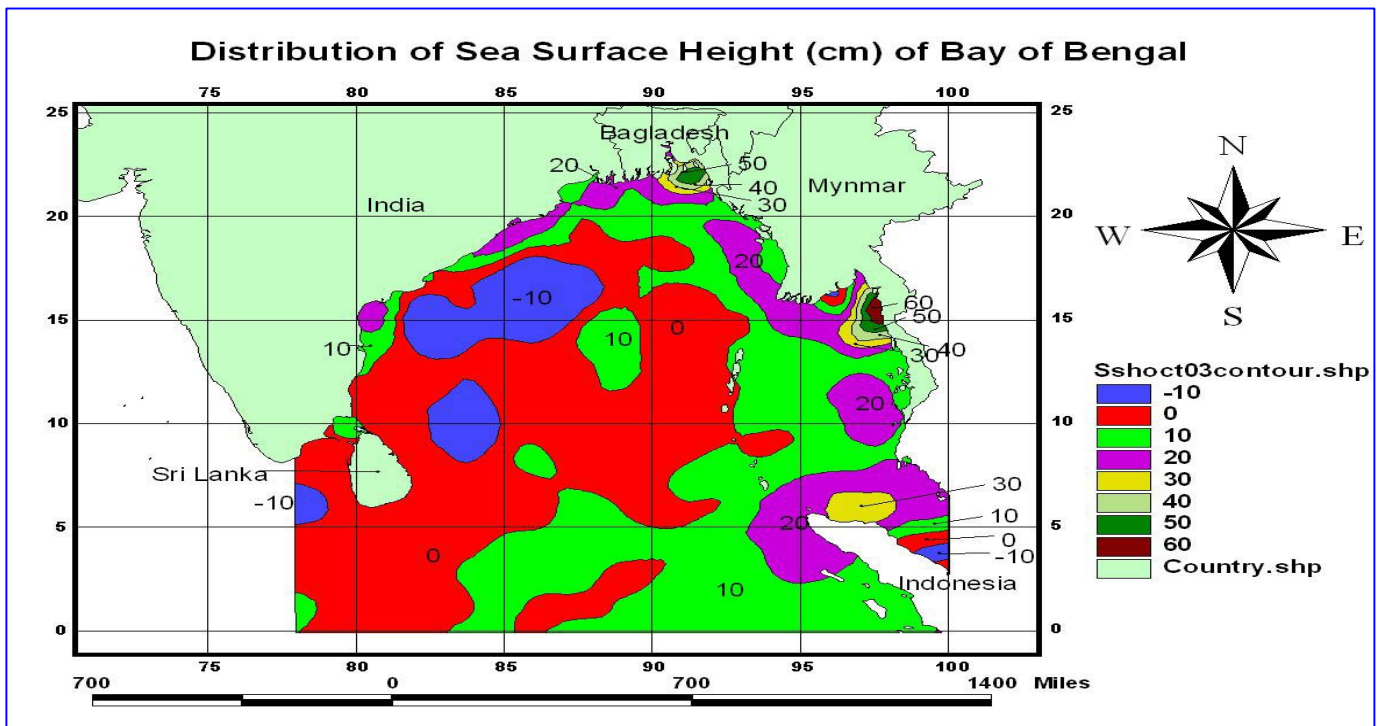 Distribution of Sea Surface Height (cm) of Bay of Bengal
75 80 85 90 95 100
25 25
Bagladesh
20 50
40
Mynmar
30
India
20 20
20
N
W E
S
-10
60
15 15
0
50
10
10
40
30
Sshoct03contour.shp
-10
0
10
20
30
40
50
60
Country.shp
20
10 10
Sri Lanka
30
-10
10
5 5
20
0
0
-10
Indonesia
10
0 0
75 80 85 90 95 100
700 0 700 1400 Miles